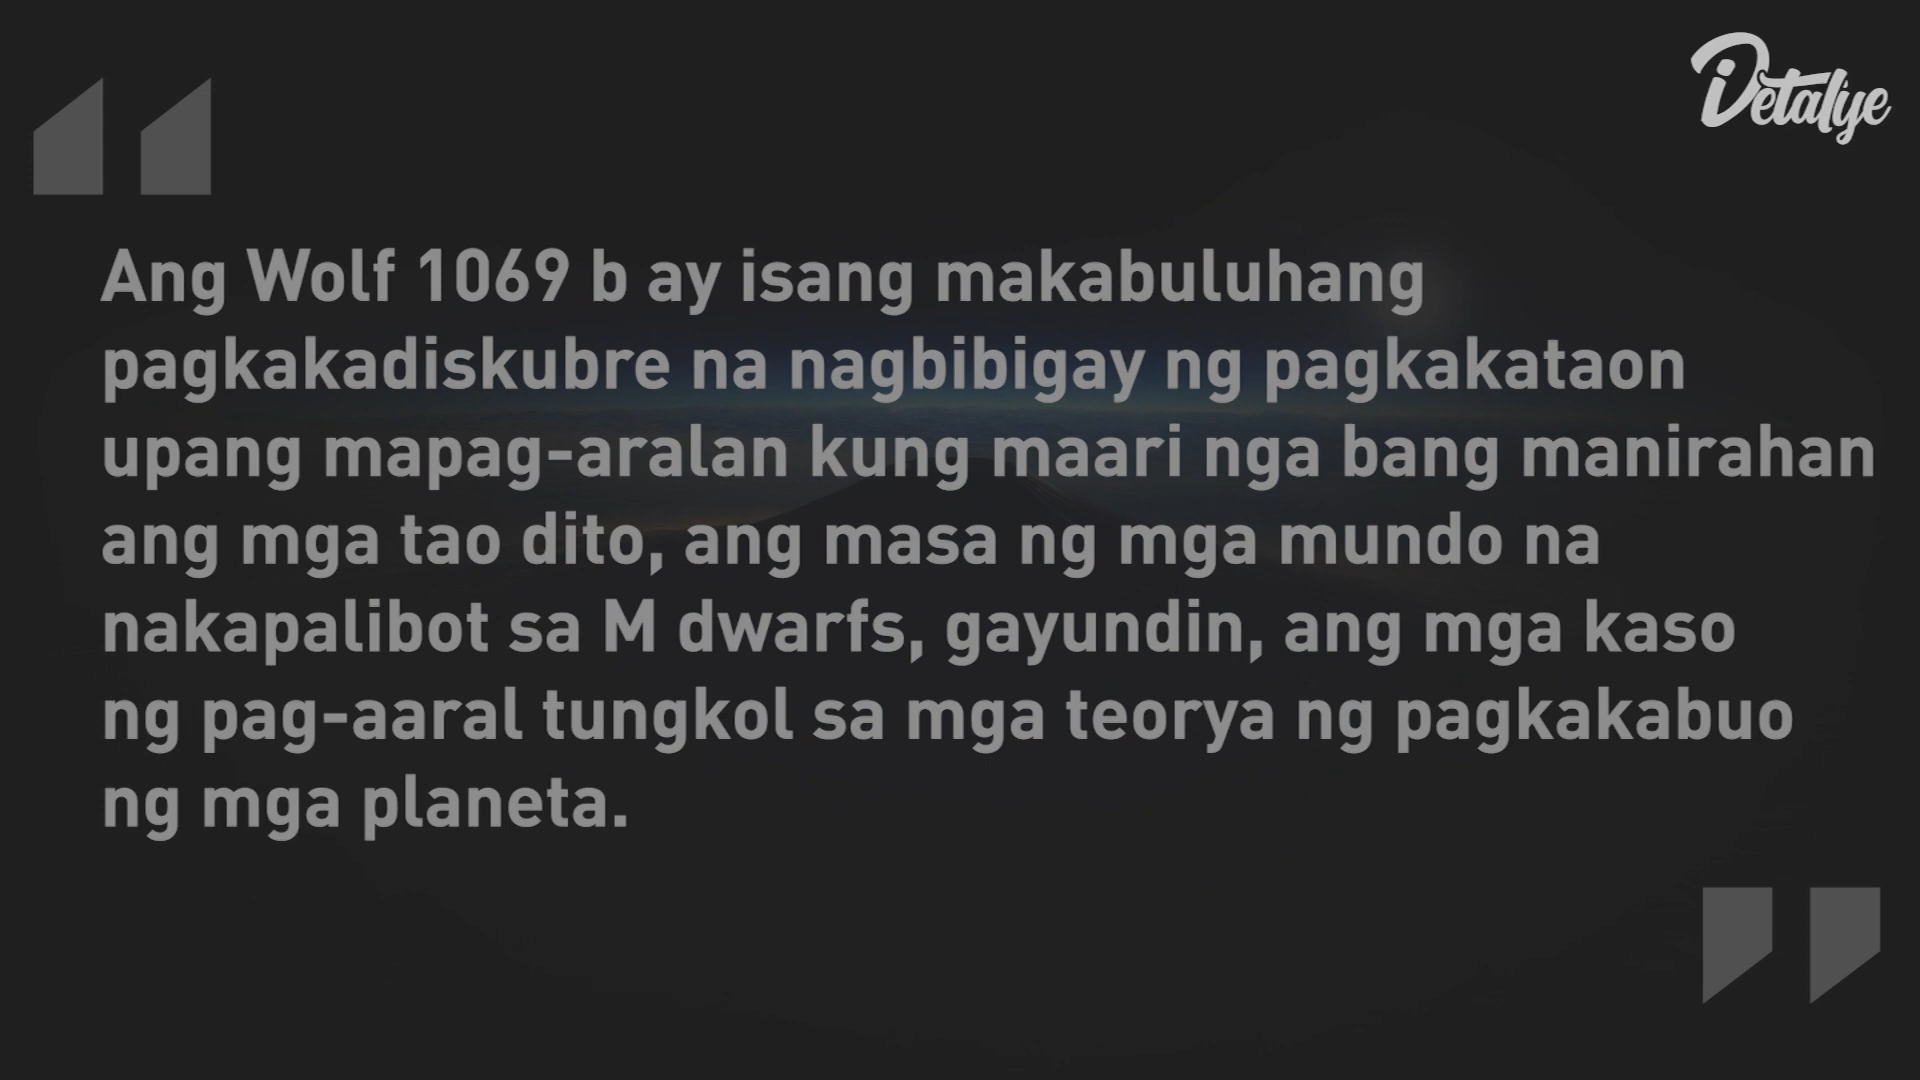 iDetalye
Ang Wolf 1069 b ay isang makabuluhang
pagkakadiskubre na nagbibigay ng pagkakataon
upang mapag-aralan kung maari nga bang manirahan
ang mga tao dito, ang masa ng mga mundo na
nakapalibot sa M dwarfs, gayundin, ang mga kaso
ng pag-aaral tungkol sa mga teorya ng pagkakabuo
ng mga planeta.